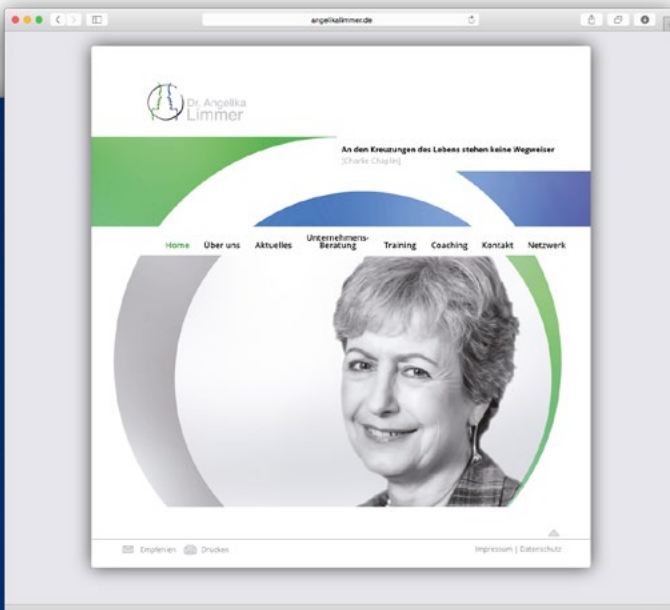 angelikalimmer.de
Dr. Angelika
Limmer
An den Kreuzungen des Lebens stehen keine Wegweiser
[Charlie Chaplin]
Home Über uns Aktuelles Unternehmens-
Beratung Training Coaching Kontakt Netzwerk
Empfehlen Drucken Impressum | Datenschutz